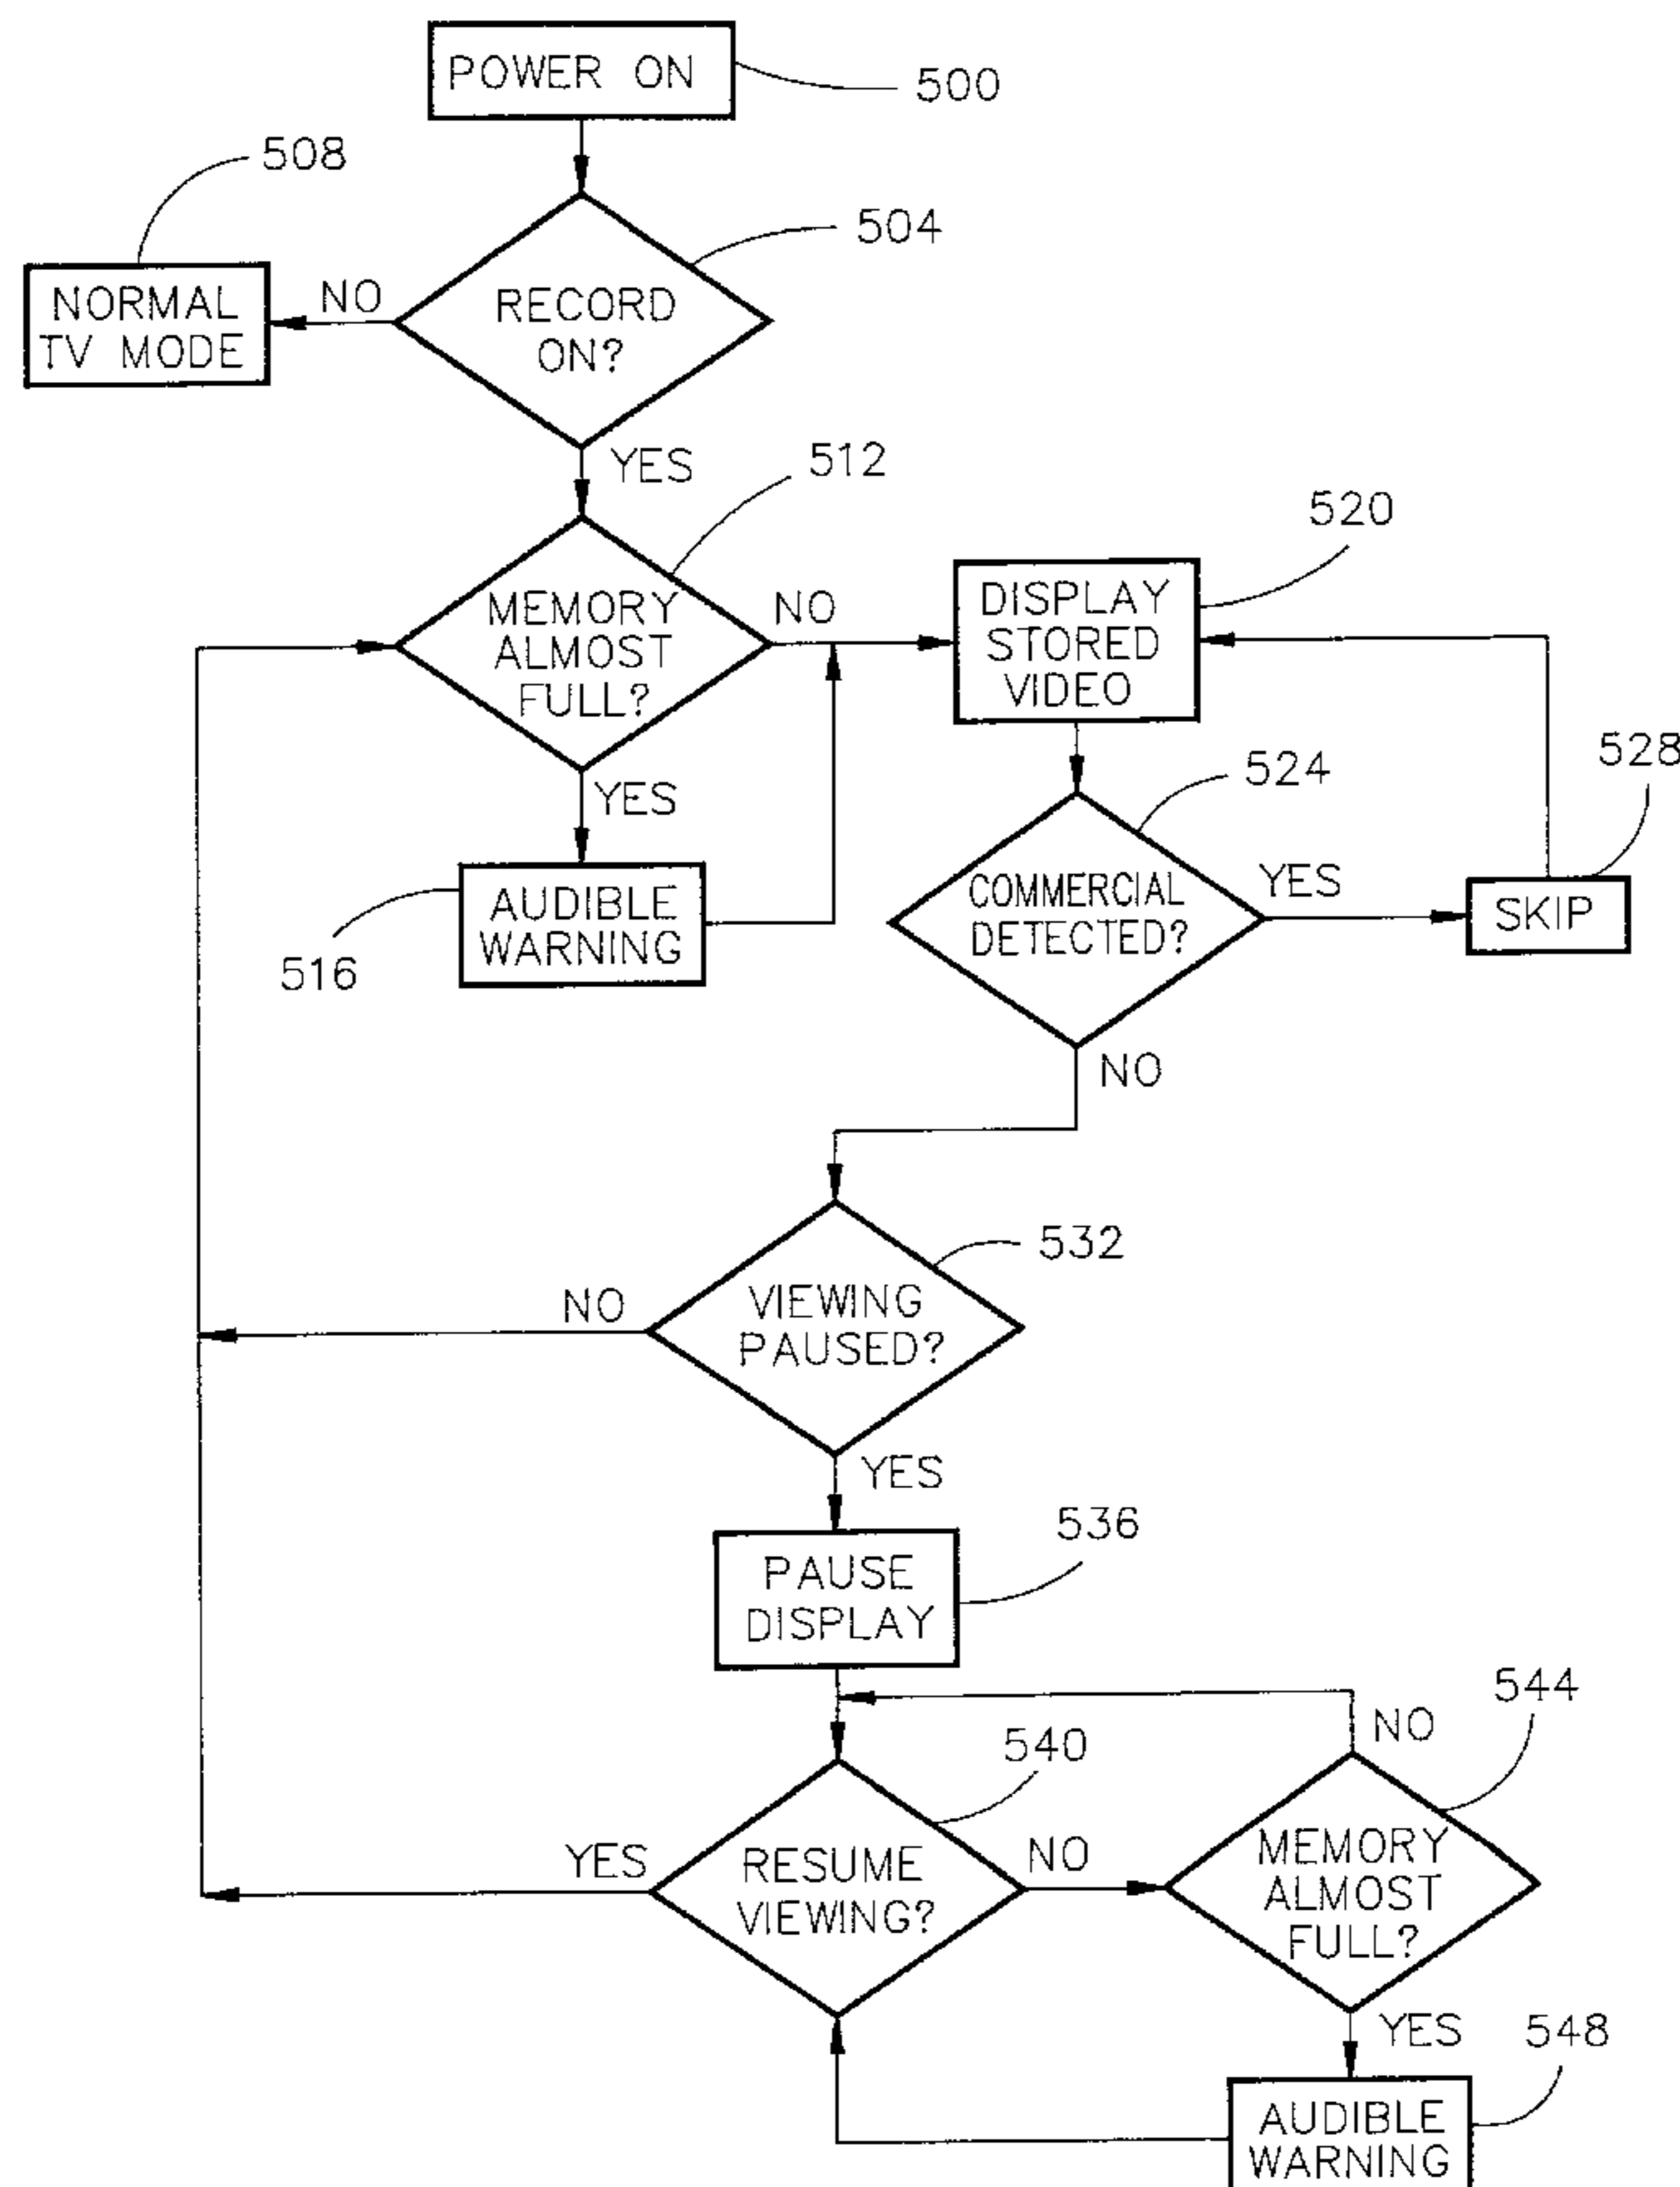 POWER ON
500
508
504
NORMAL
TV MODE
NO
RECORD
ON?
YES
512
520
MEMORY
ALMOST
FULL?
NO
DISPLAY
STORED
VIDEO
528
524
YES
AUDIBLE
WARNING
516
COMMERCIAL
DETECTED?
YES
SKIP
NO
532
NO
VIEWING
PAUSED?
YES
536
PAUSE
DISPLAY
544
NO
540
YES
RESUME
VIEWING?
NO
MEMORY
ALMOST
FULL?
YES
548
AUDIBLE
WARNING